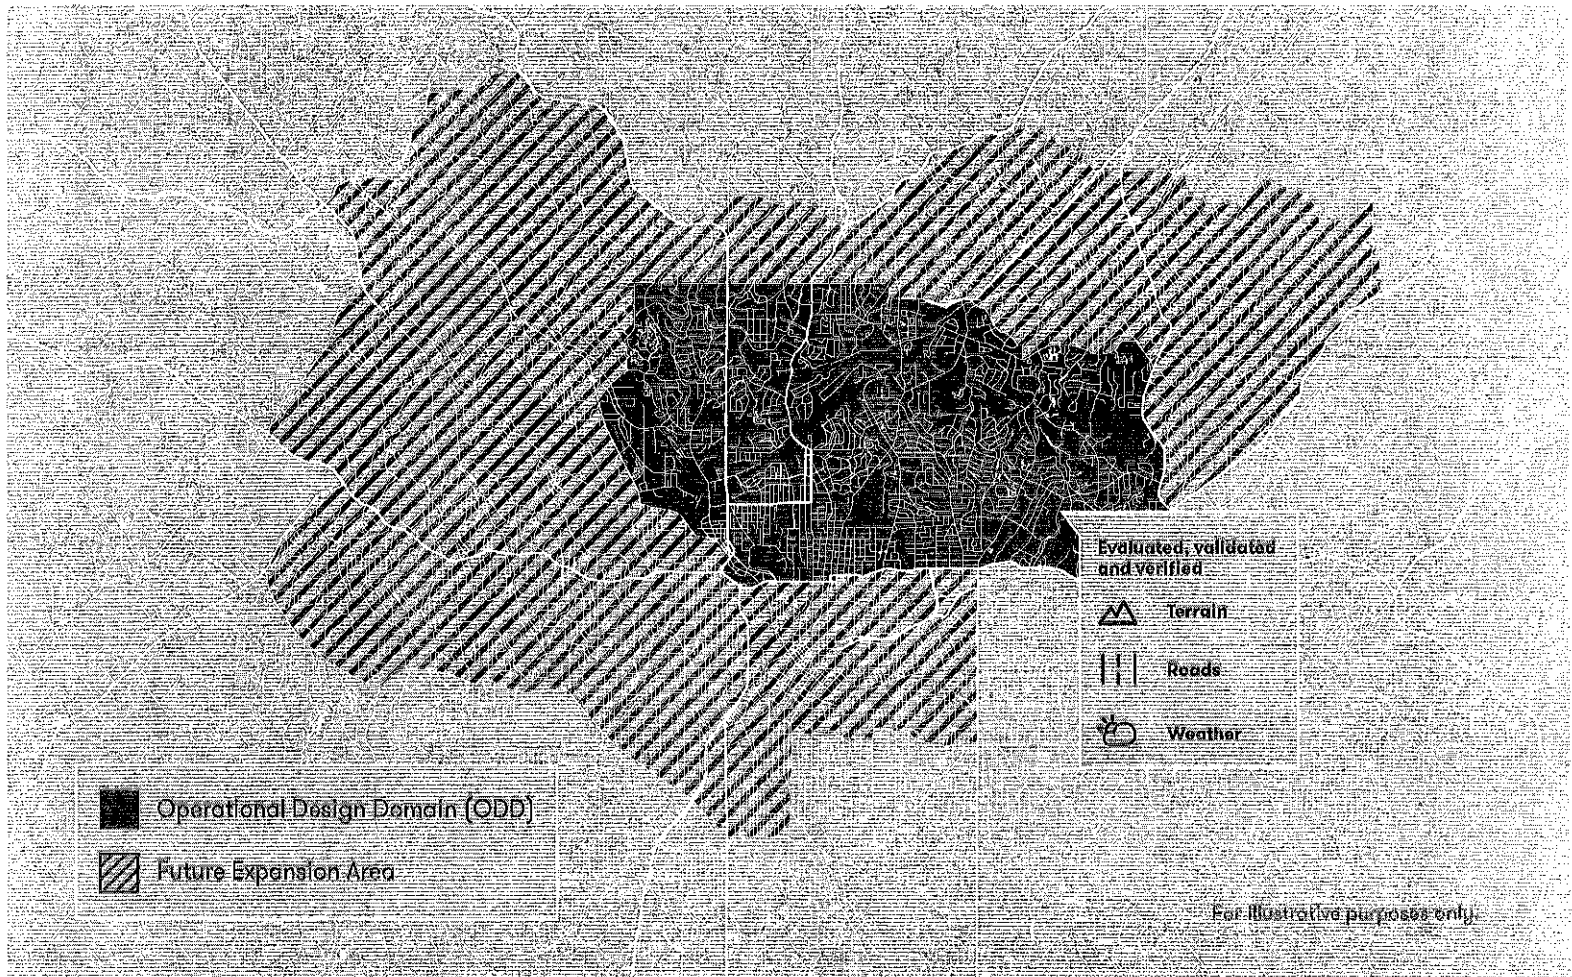 Evaluated, validated
and verified
Terrain
Roads
Weather
Operational Design Domain (ODD)
Future Expansion Area
For illustrative purposes only.